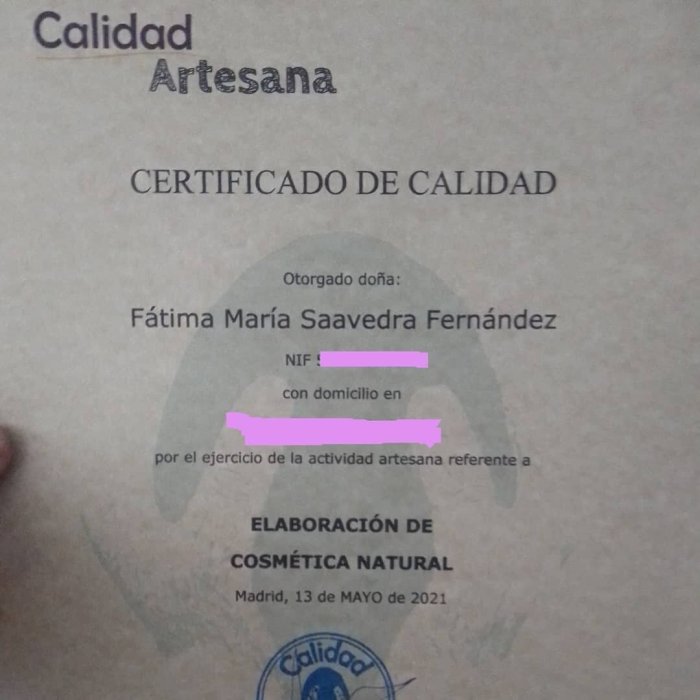 Calidad
Artesana
CERTIFICADO DE CALIDAD
Otorgado doña:
Fátima María Saavedra Fernández
NIF
con domicilio en
por el ejercicio de la actividad artesana referente a
ELABORACIÓN DE
COSMÉTICA NATURAL
Madrid, 13 de MAYO de 2021
Calidad